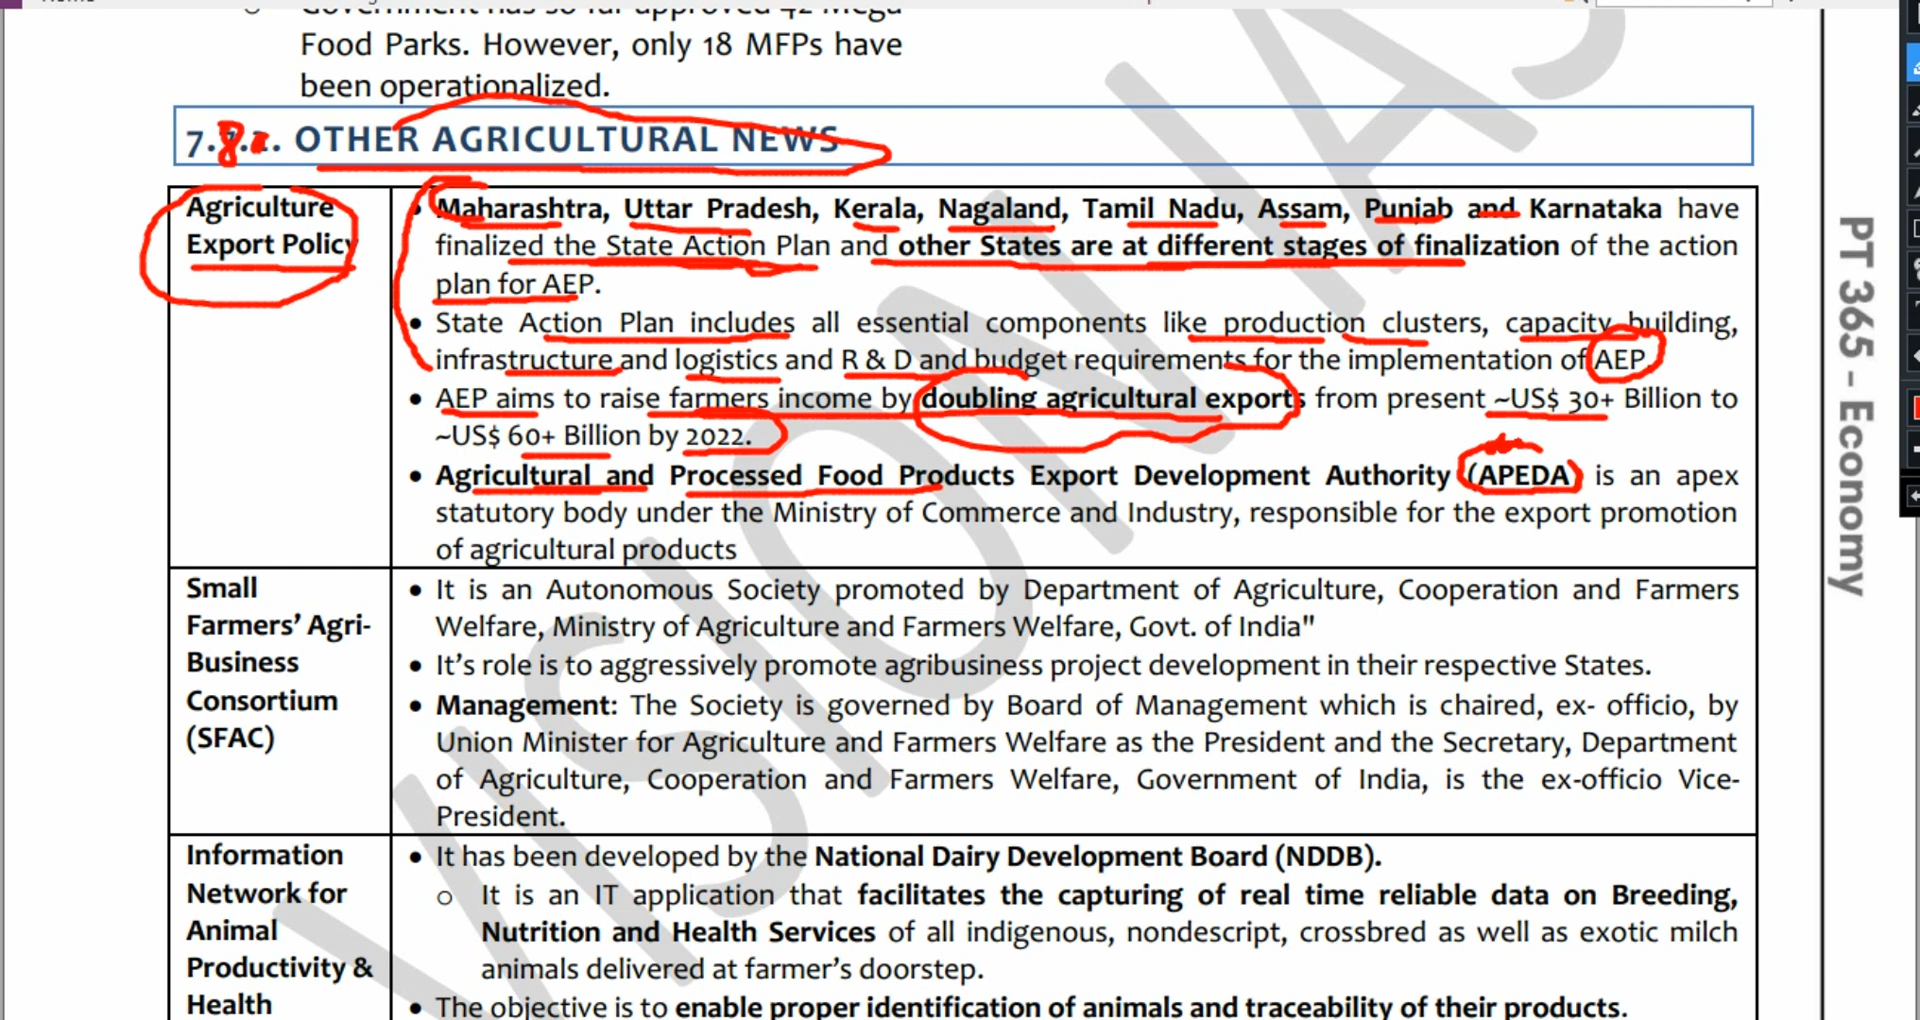 Government has so far approved 42 Mega
Food Parks. However, only 18 MFPs have
been operationalized.
OTHER AGRICULTURAL NEWS
Agriculture
Export Policy
• Maharashtra, Uttar Pradesh, Kerala, Nagaland, Tamil Nadu, Assam, Punjab and Karnataka have
finalized the State Action Plan and other States are at different stages of finalization of the action
plan for AEP.
• State Action Plan includes all essential components like production clusters, capacity building,
infrastructure and logistics and R & D and budget requirements for the implementation of AEP.
• AEP aims to raise farmers income by doubling agricultural exports from present ~US$ 30+ Billion to
~US$ 60+ Billion by 2022.
• Agricultural and Processed Food Products Export Development Authority (APEDA) is an apex
statutory body under the Ministry of Commerce and Industry, responsible for the export promotion
of agricultural products
Small
Farmers’ Agri-
Business
Consortium
(SFAC)
• It is an Autonomous Society promoted by Department of Agriculture, Cooperation and Farmers
Welfare, Ministry of Agriculture and Farmers Welfare, Govt. of India"
• It’s role is to aggressively promote agribusiness project development in their respective States.
• Management: The Society is governed by Board of Management which is chaired, ex- officio, by
Union Minister for Agriculture and Farmers Welfare as the President and the Secretary, Department
of Agriculture, Cooperation and Farmers Welfare, Government of India, is the ex-officio Vice-
President.
Information
Network for
Animal
Productivity &
Health
• It has been developed by the National Dairy Development Board (NDDB).
o It is an IT application that facilitates the capturing of real time reliable data on Breeding,
Nutrition and Health Services of all indigenous, nondescript, crossbred as well as exotic milch
animals delivered at farmer’s doorstep.
• The objective is to enable proper identification of animals and traceability of their products.
PT 365 - Economy
VISION IAS